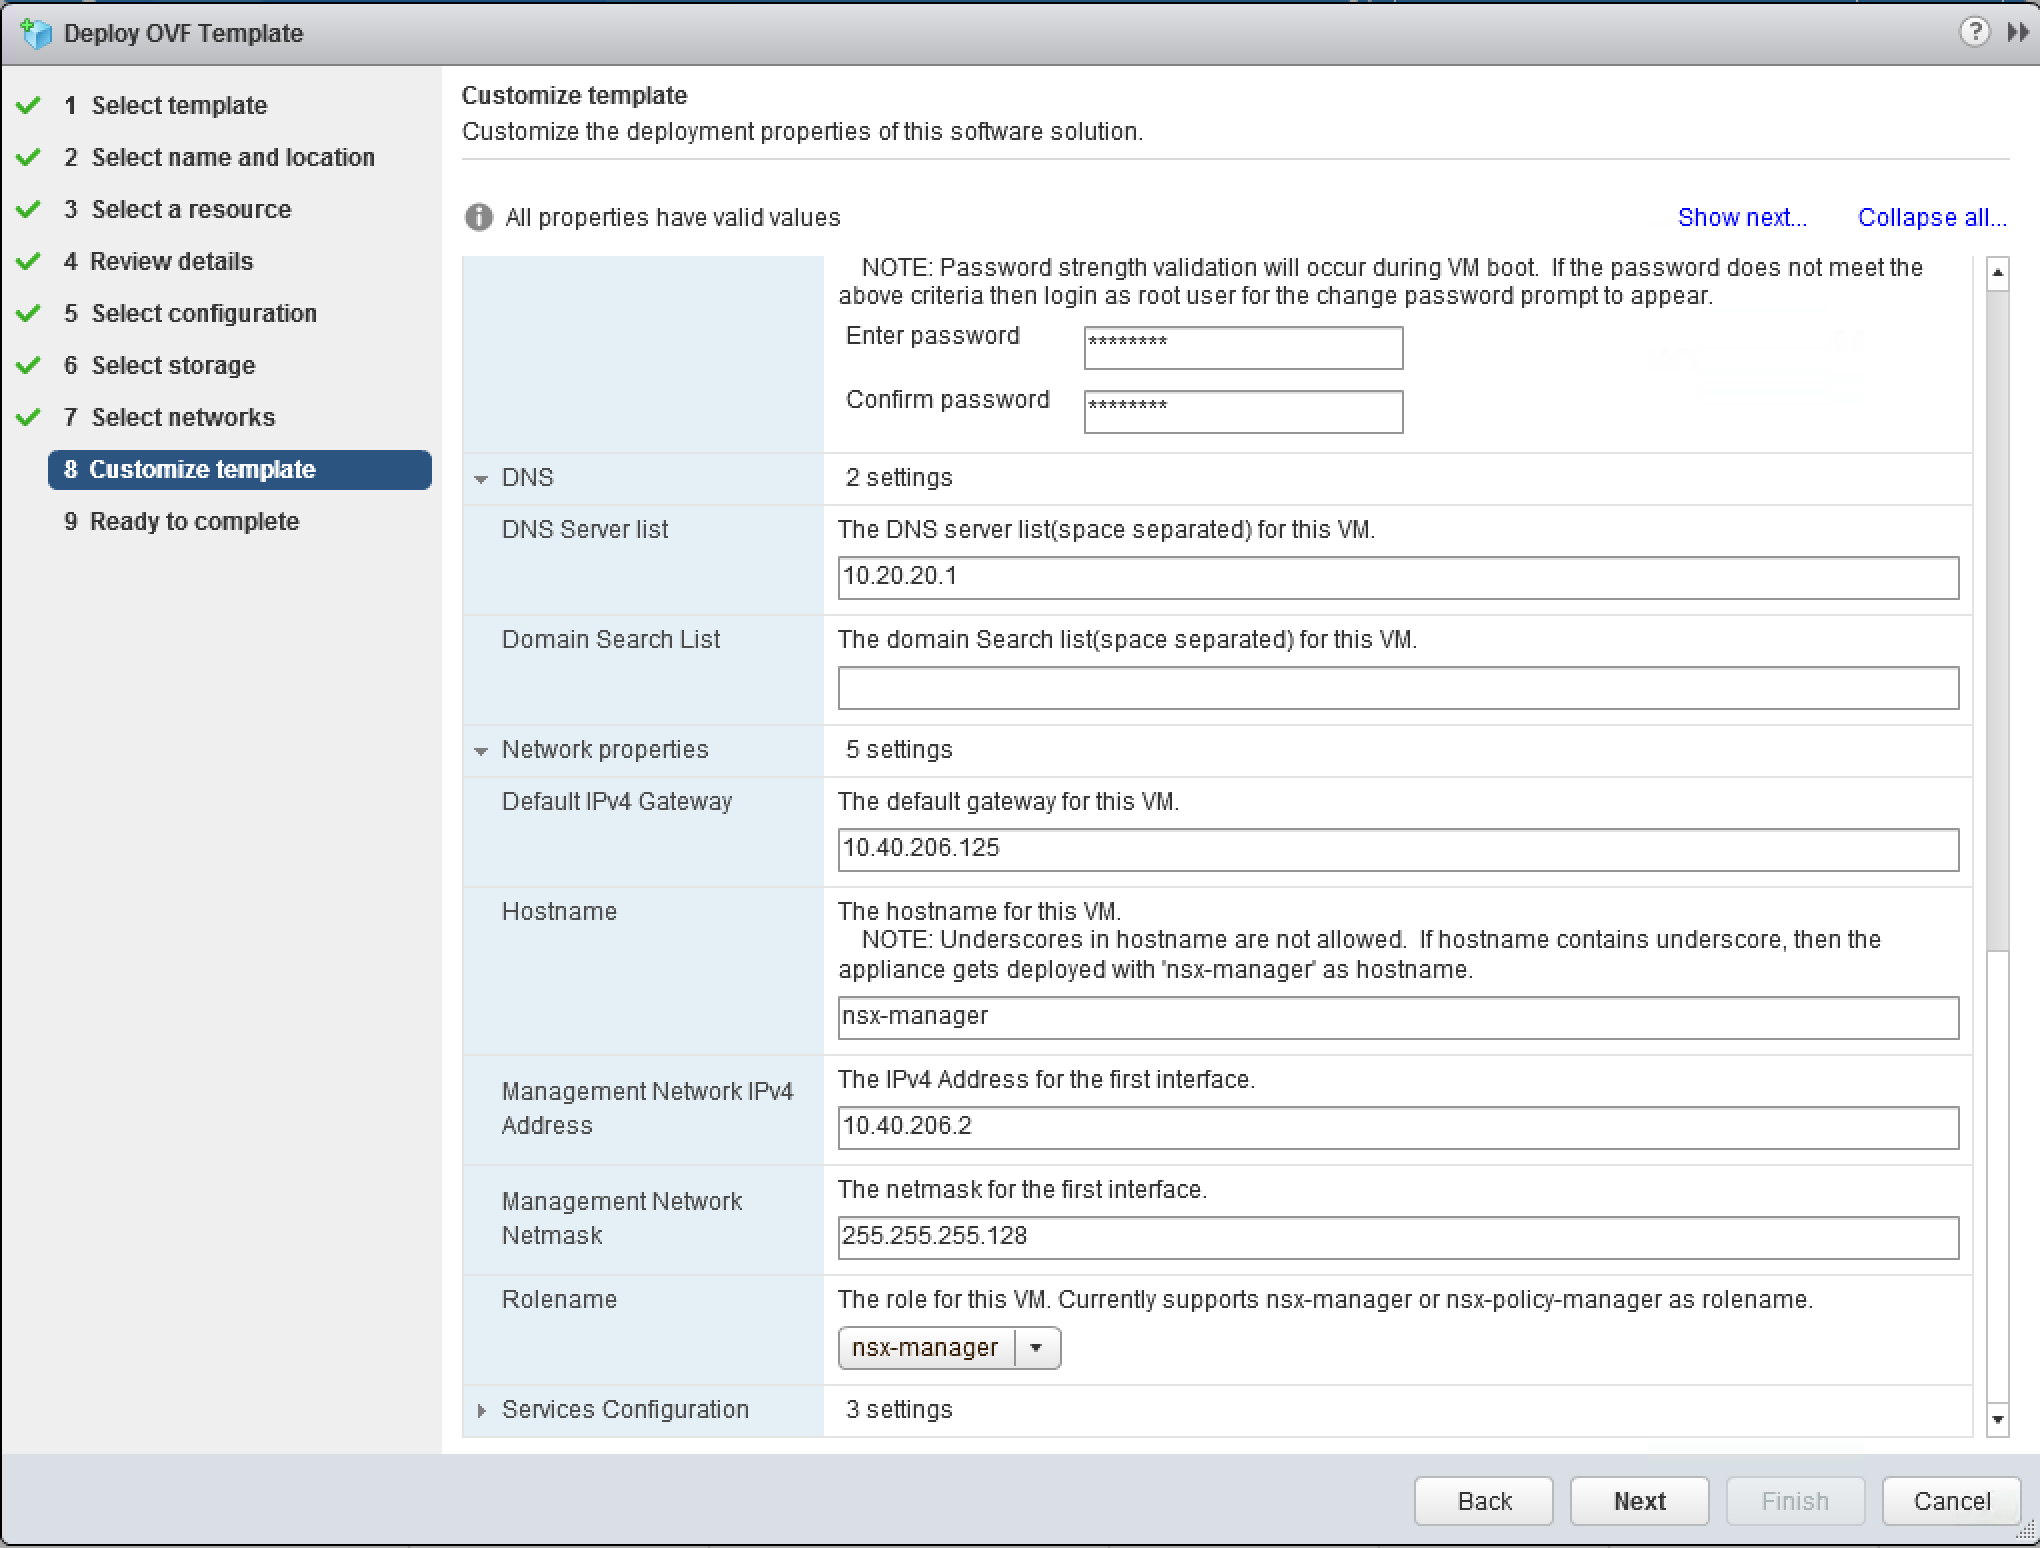 Deploy OVF Template
?
1 Select template
2 Select name and location
3 Select a resource
4 Review details
5 Select configuration
6 Select storage
7 Select networks
8 Customize template
9 Ready to complete
Customize template
Customize the deployment properties of this software solution.
All properties have valid values
Show next...
Collapse all...
NOTE: Password strength validation will occur during VM boot.  If the password does not meet the
above criteria then login as root user for the change password prompt to appear.
Enter password
********
Confirm password
********
DNS
2 settings
DNS Server list
The DNS server list(space separated) for this VM.
10.20.20.1
Domain Search List
The domain Search list(space separated) for this VM.
Network properties
5 settings
Default IPv4 Gateway
The default gateway for this VM.
10.40.206.125
Hostname
The hostname for this VM.
NOTE: Underscores in hostname are not allowed.  If hostname contains underscore, then the
appliance gets deployed with 'nsx-manager' as hostname.
nsx-manager
Management Network IPv4
Address
The IPv4 Address for the first interface.
10.40.206.2
Management Network
Netmask
The netmask for the first interface.
255.255.255.128
Rolename
The role for this VM. Currently supports nsx-manager or nsx-policy-manager as rolename.
nsx-manager
Services Configuration
3 settings
Back
Next
Finish
Cancel